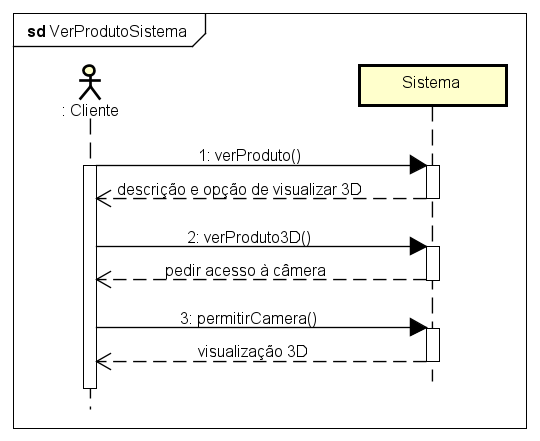 sd VerProdutoSistema
: Cliente
Sistema
1: verProduto()
descrição e opção de visualizar 3D
2: verProduto3D()
pedir acesso à câmera
3: permitirCamera()
visualização 3D